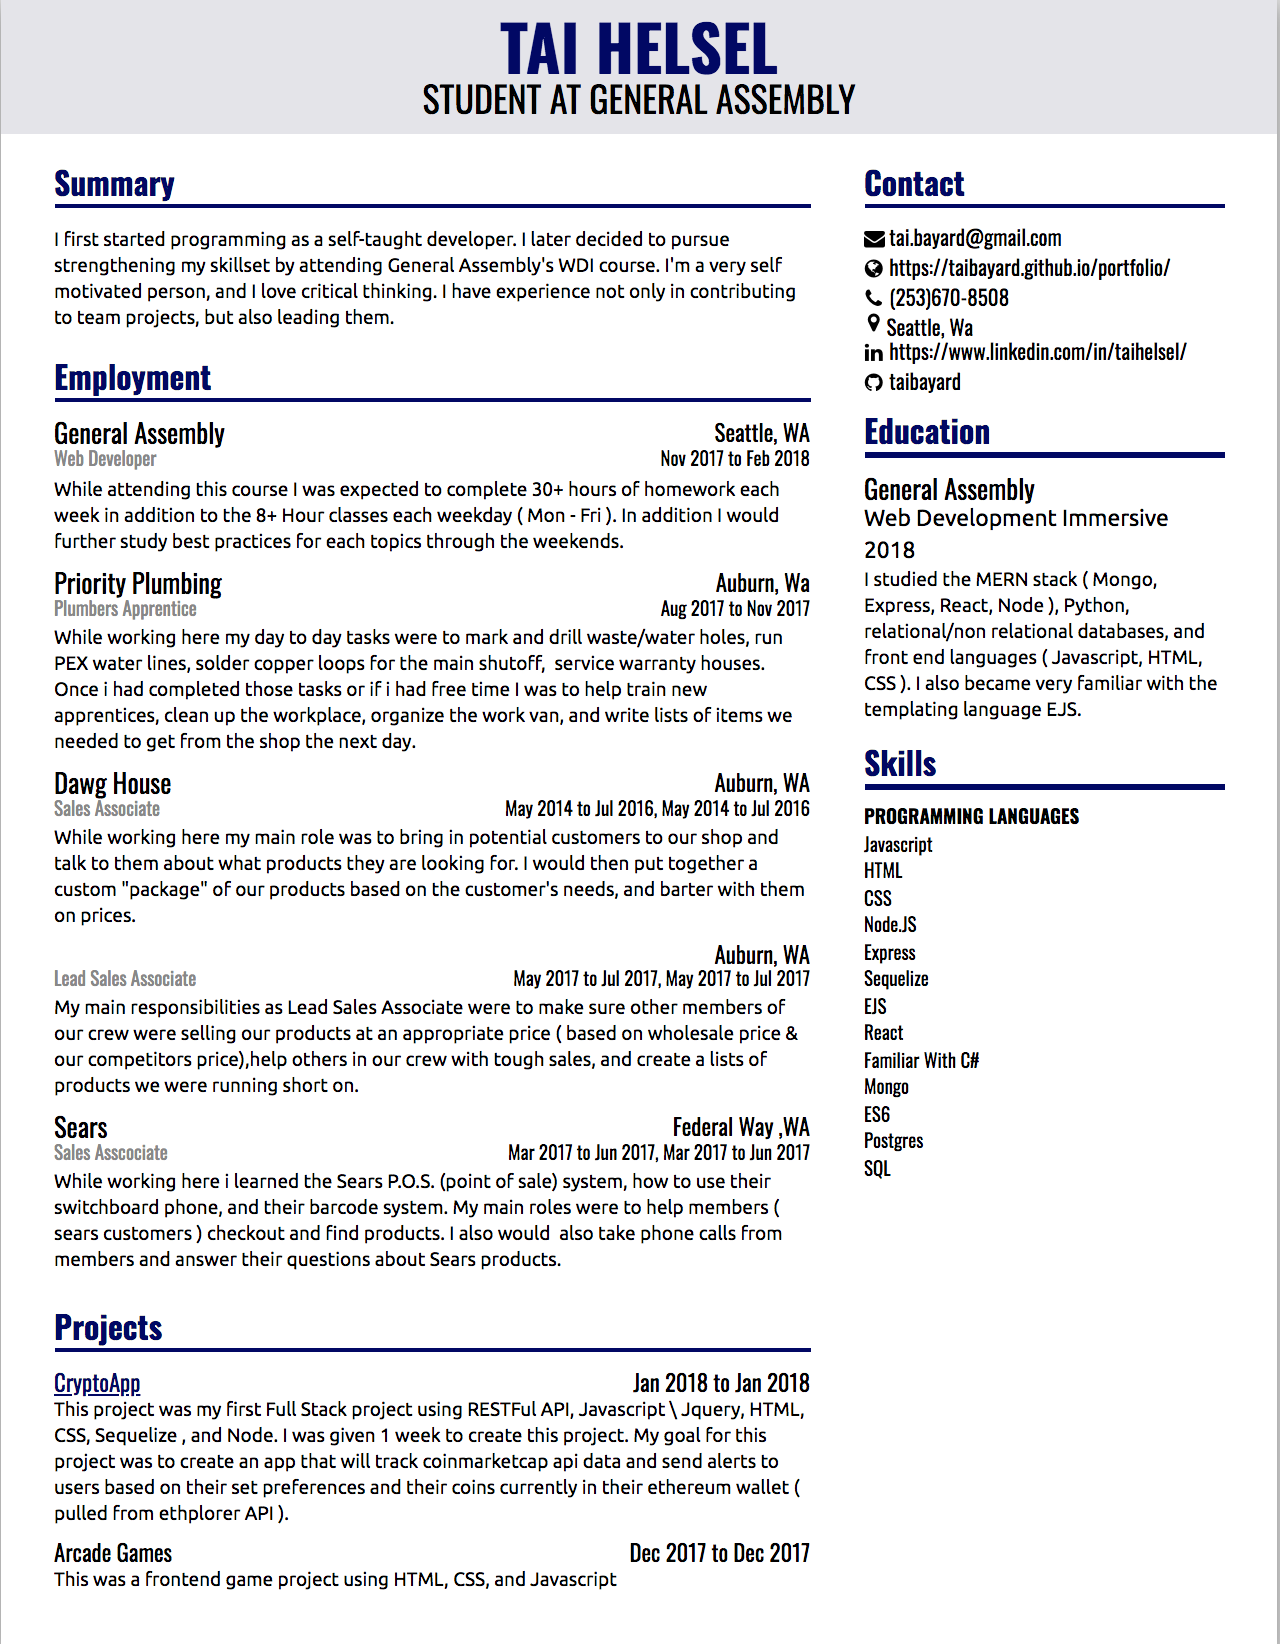 TAI HELSEL
STUDENT AT GENERAL ASSEMBLY
Summary
I first started programming as a self-taught developer. I later decided to pursue
strengthening my skillset by attending General Assembly's WDI course. I'm a very self
motivated person, and I love critical thinking. I have experience not only in contributing
to team projects, but also leading them.
Employment
General Assembly Seattle, WA
Web Developer Nov 2017 to Feb 2018
While attending this course I was expected to complete 30+ hours of homework each
week in addition to the 8+ Hour classes each weekday ( Mon - Fri ). In addition I would
further study best practices for each topics through the weekends.
Priority Plumbing Auburn, Wa
Plumbers Apprentice Aug 2017 to Nov 2017
While working here my day to day tasks were to mark and drill waste/water holes, run
PEX water lines, solder copper loops for the main shutoff,  service warranty houses.
Once i had completed those tasks or if i had free time I was to help train new
apprentices, clean up the workplace, organize the work van, and write lists of items we
needed to get from the shop the next day.
Dawg House Auburn, WA
Sales Associate May 2014 to Jul 2016, May 2014 to Jul 2016
While working here my main role was to bring in potential customers to our shop and
talk to them about what products they are looking for. I would then put together a
custom "package" of our products based on the customer's needs, and barter with them
on prices.
Auburn, WA
Lead Sales Associate May 2017 to Jul 2017, May 2017 to Jul 2017
My main responsibilities as Lead Sales Associate were to make sure other members of
our crew were selling our products at an appropriate price ( based on wholesale price &
our competitors price),help others in our crew with tough sales, and create a lists of
products we were running short on.
Sears Federal Way ,WA
Sales Asscociate Mar 2017 to Jun 2017, Mar 2017 to Jun 2017
While working here i learned the Sears P.O.S. (point of sale) system, how to use their
switchboard phone, and their barcode system. My main roles were to help members (
sears customers ) checkout and find products. I also would  also take phone calls from
members and answer their questions about Sears products.
Projects
CryptoApp Jan 2018 to Jan 2018
This project was my first Full Stack project using RESTFul API, Javascript \ Jquery, HTML,
CSS, Sequelize , and Node. I was given 1 week to create this project. My goal for this
project was to create an app that will track coinmarketcap api data and send alerts to
users based on their set preferences and their coins currently in their ethereum wallet (
pulled from ethplorer API ).
Arcade Games Dec 2017 to Dec 2017
This was a frontend game project using HTML, CSS, and Javascript
Contact
tai.bayard@gmail.com
https://taibayard.github.io/portfolio/
(253)670-8508
Seattle, Wa
https://www.linkedin.com/in/taihelsel/
taibayard
Education
General Assembly
Web Development Immersive
2018
I studied the MERN stack ( Mongo,
Express, React, Node ), Python,
relational/non relational databases, and
front end languages ( Javascript, HTML,
CSS ). I also became very familiar with the
templating language EJS.
Skills
PROGRAMMING LANGUAGES
Javascript
HTML
CSS
Node.JS
Express
Sequelize
EJS
React
Familiar With C#
Mongo
ES6
Postgres
SQL